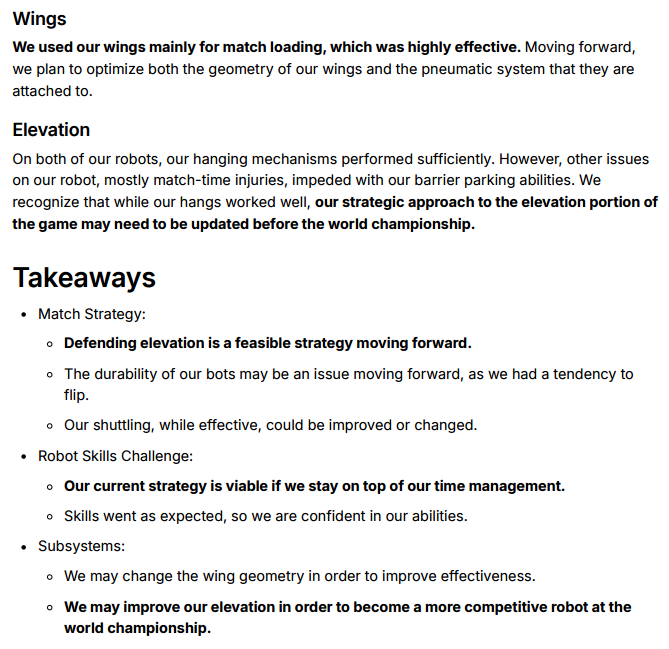 Wings
We used our wings mainly for match loading, which was highly effective. Moving forward,
we plan to optimize both the geometry of our wings and the pneumatic system that they are
attached to.
Elevation
On both of our robots, our hanging mechanisms performed sufficiently. However, other issues
on our robot, mostly match-time injuries, impeded with our barrier parking abilities. We
recognize that while our hangs worked well, our strategic approach to the elevation portion of
the game may need to be updated before the world championship.
Takeaways
• Match Strategy:
◦ Defending elevation is a feasible strategy moving forward.
◦ The durability of our bots may be an issue moving forward, as we had a tendency to
flip.
◦ Our shuttling, while effective, could be improved or changed.
• Robot Skills Challenge:
◦ Our current strategy is viable if we stay on top of our time management.
◦ Skills went as expected, so we are confident in our abilities.
• Subsystems:
◦ We may change the wing geometry in order to improve effectiveness.
◦ We may improve our elevation in order to become a more competitive robot at the
world championship.